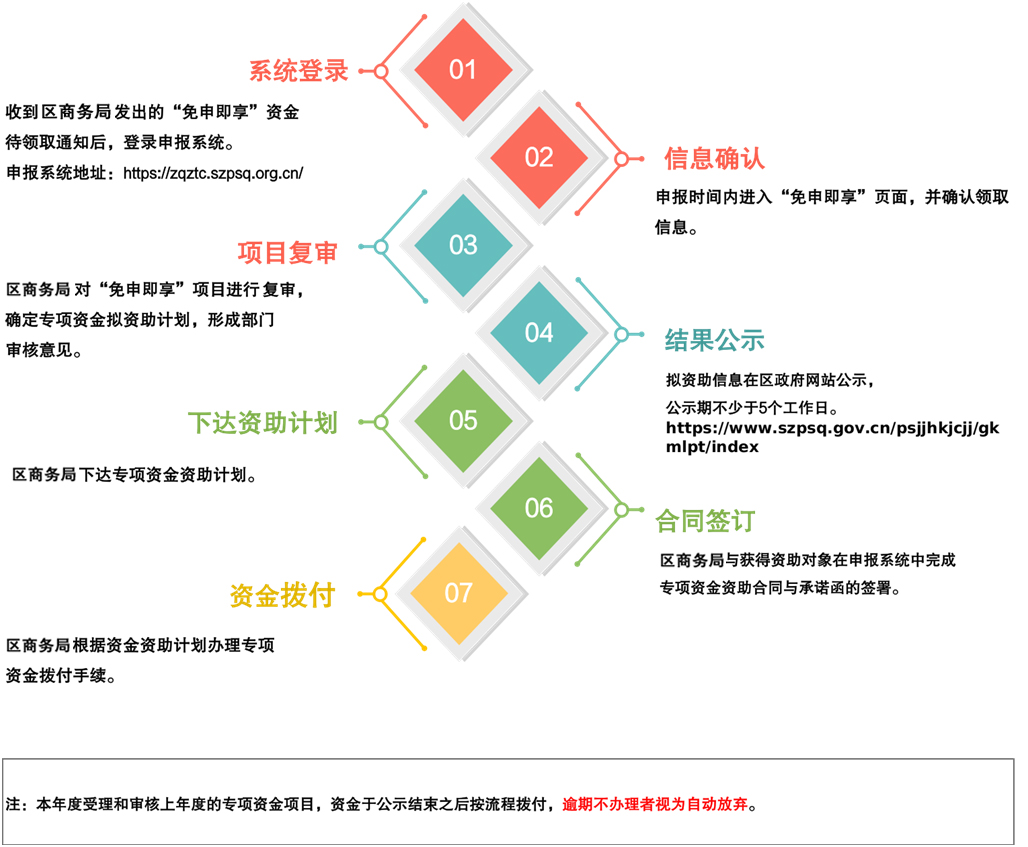 01
系统登录
收到区商务局发出的“免申即享”资金
待领取通知后，登录申报系统。
申报系统地址：https://zqztc.szpsq.org.cn/
02
信息确认
申报时间内进入“免申即享”页面，并确认领取
信息。
03
项目复审
区商务局对“免申即享”项目进行复审，
确定专项资金拟资助计划，形成部门
审核意见。
04
结果公示
拟资助信息在区政府网站公示，
公示期不少于5个工作日。
https://www.szpsq.gov.cn/psjjhkjcjj/gk
mlpt/index
05
下达资助计划
区商务局下达专项资金资助计划。
06
合同签订
区商务局与获得资助对象在申报系统中完成
专项资金资助合同与承诺函的签署。
07
资金拨付
区商务局根据资金资助计划办理专项
资金拨付手续。
注：本年度受理和审核上年度的专项资金项目，资金于公示结束之后按流程拨付，逾期不办理者视为自动放弃。